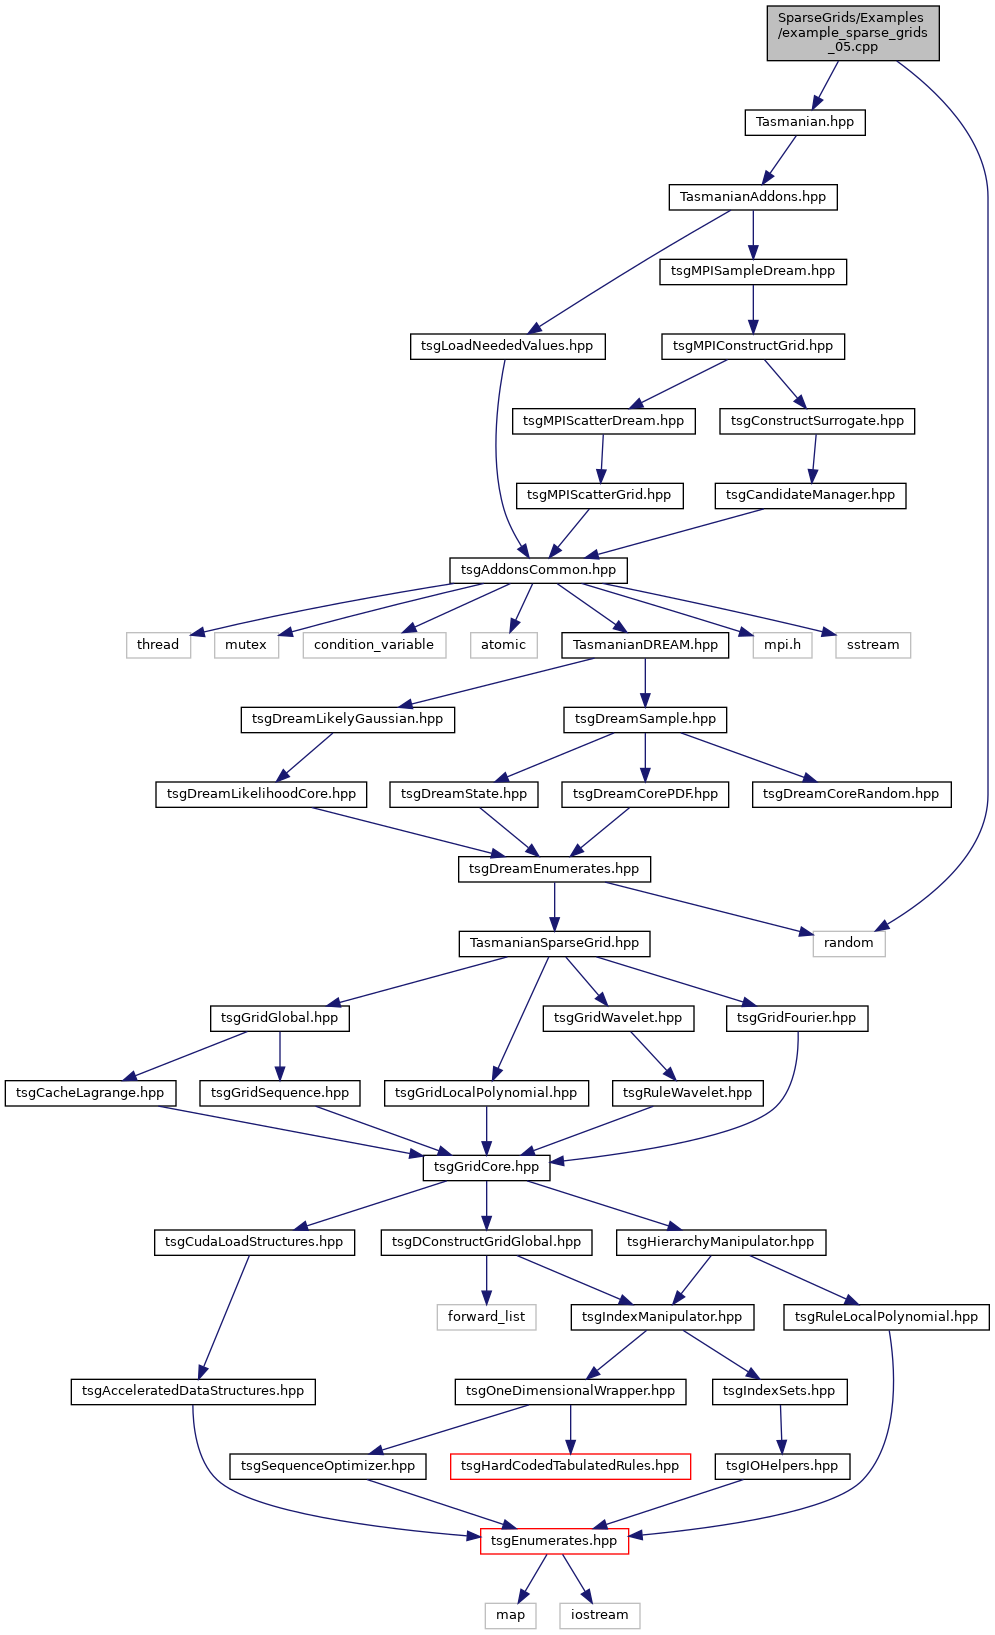 SparseGrids/Examples
/example_sparse_grids
_05.cpp
Tasmanian.hpp
TasmanianAddons.hpp
tsgMPISampleDream.hpp
tsgLoadNeededValues.hpp
tsgMPIConstructGrid.hpp
tsgMPIScatterDream.hpp
tsgConstructSurrogate.hpp
tsgMPIScatterGrid.hpp
tsgCandidateManager.hpp
tsgAddonsCommon.hpp
thread
mutex
condition_variable
atomic
TasmanianDREAM.hpp
mpi.h
sstream
tsgDreamLikelyGaussian.hpp
tsgDreamSample.hpp
tsgDreamLikelihoodCore.hpp
tsgDreamState.hpp
tsgDreamCorePDF.hpp
tsgDreamCoreRandom.hpp
tsgDreamEnumerates.hpp
TasmanianSparseGrid.hpp
random
tsgGridGlobal.hpp
tsgGridWavelet.hpp
tsgGridFourier.hpp
tsgCacheLagrange.hpp
tsgGridSequence.hpp
tsgGridLocalPolynomial.hpp
tsgRuleWavelet.hpp
tsgGridCore.hpp
tsgCudaLoadStructures.hpp
tsgDConstructGridGlobal.hpp
tsgHierarchyManipulator.hpp
forward_list
tsgIndexManipulator.hpp
tsgRuleLocalPolynomial.hpp
tsgAcceleratedDataStructures.hpp
tsgOneDimensionalWrapper.hpp
tsgIndexSets.hpp
tsgSequenceOptimizer.hpp
tsgHardCodedTabulatedRules.hpp
tsgIOHelpers.hpp
tsgEnumerates.hpp
map
iostream